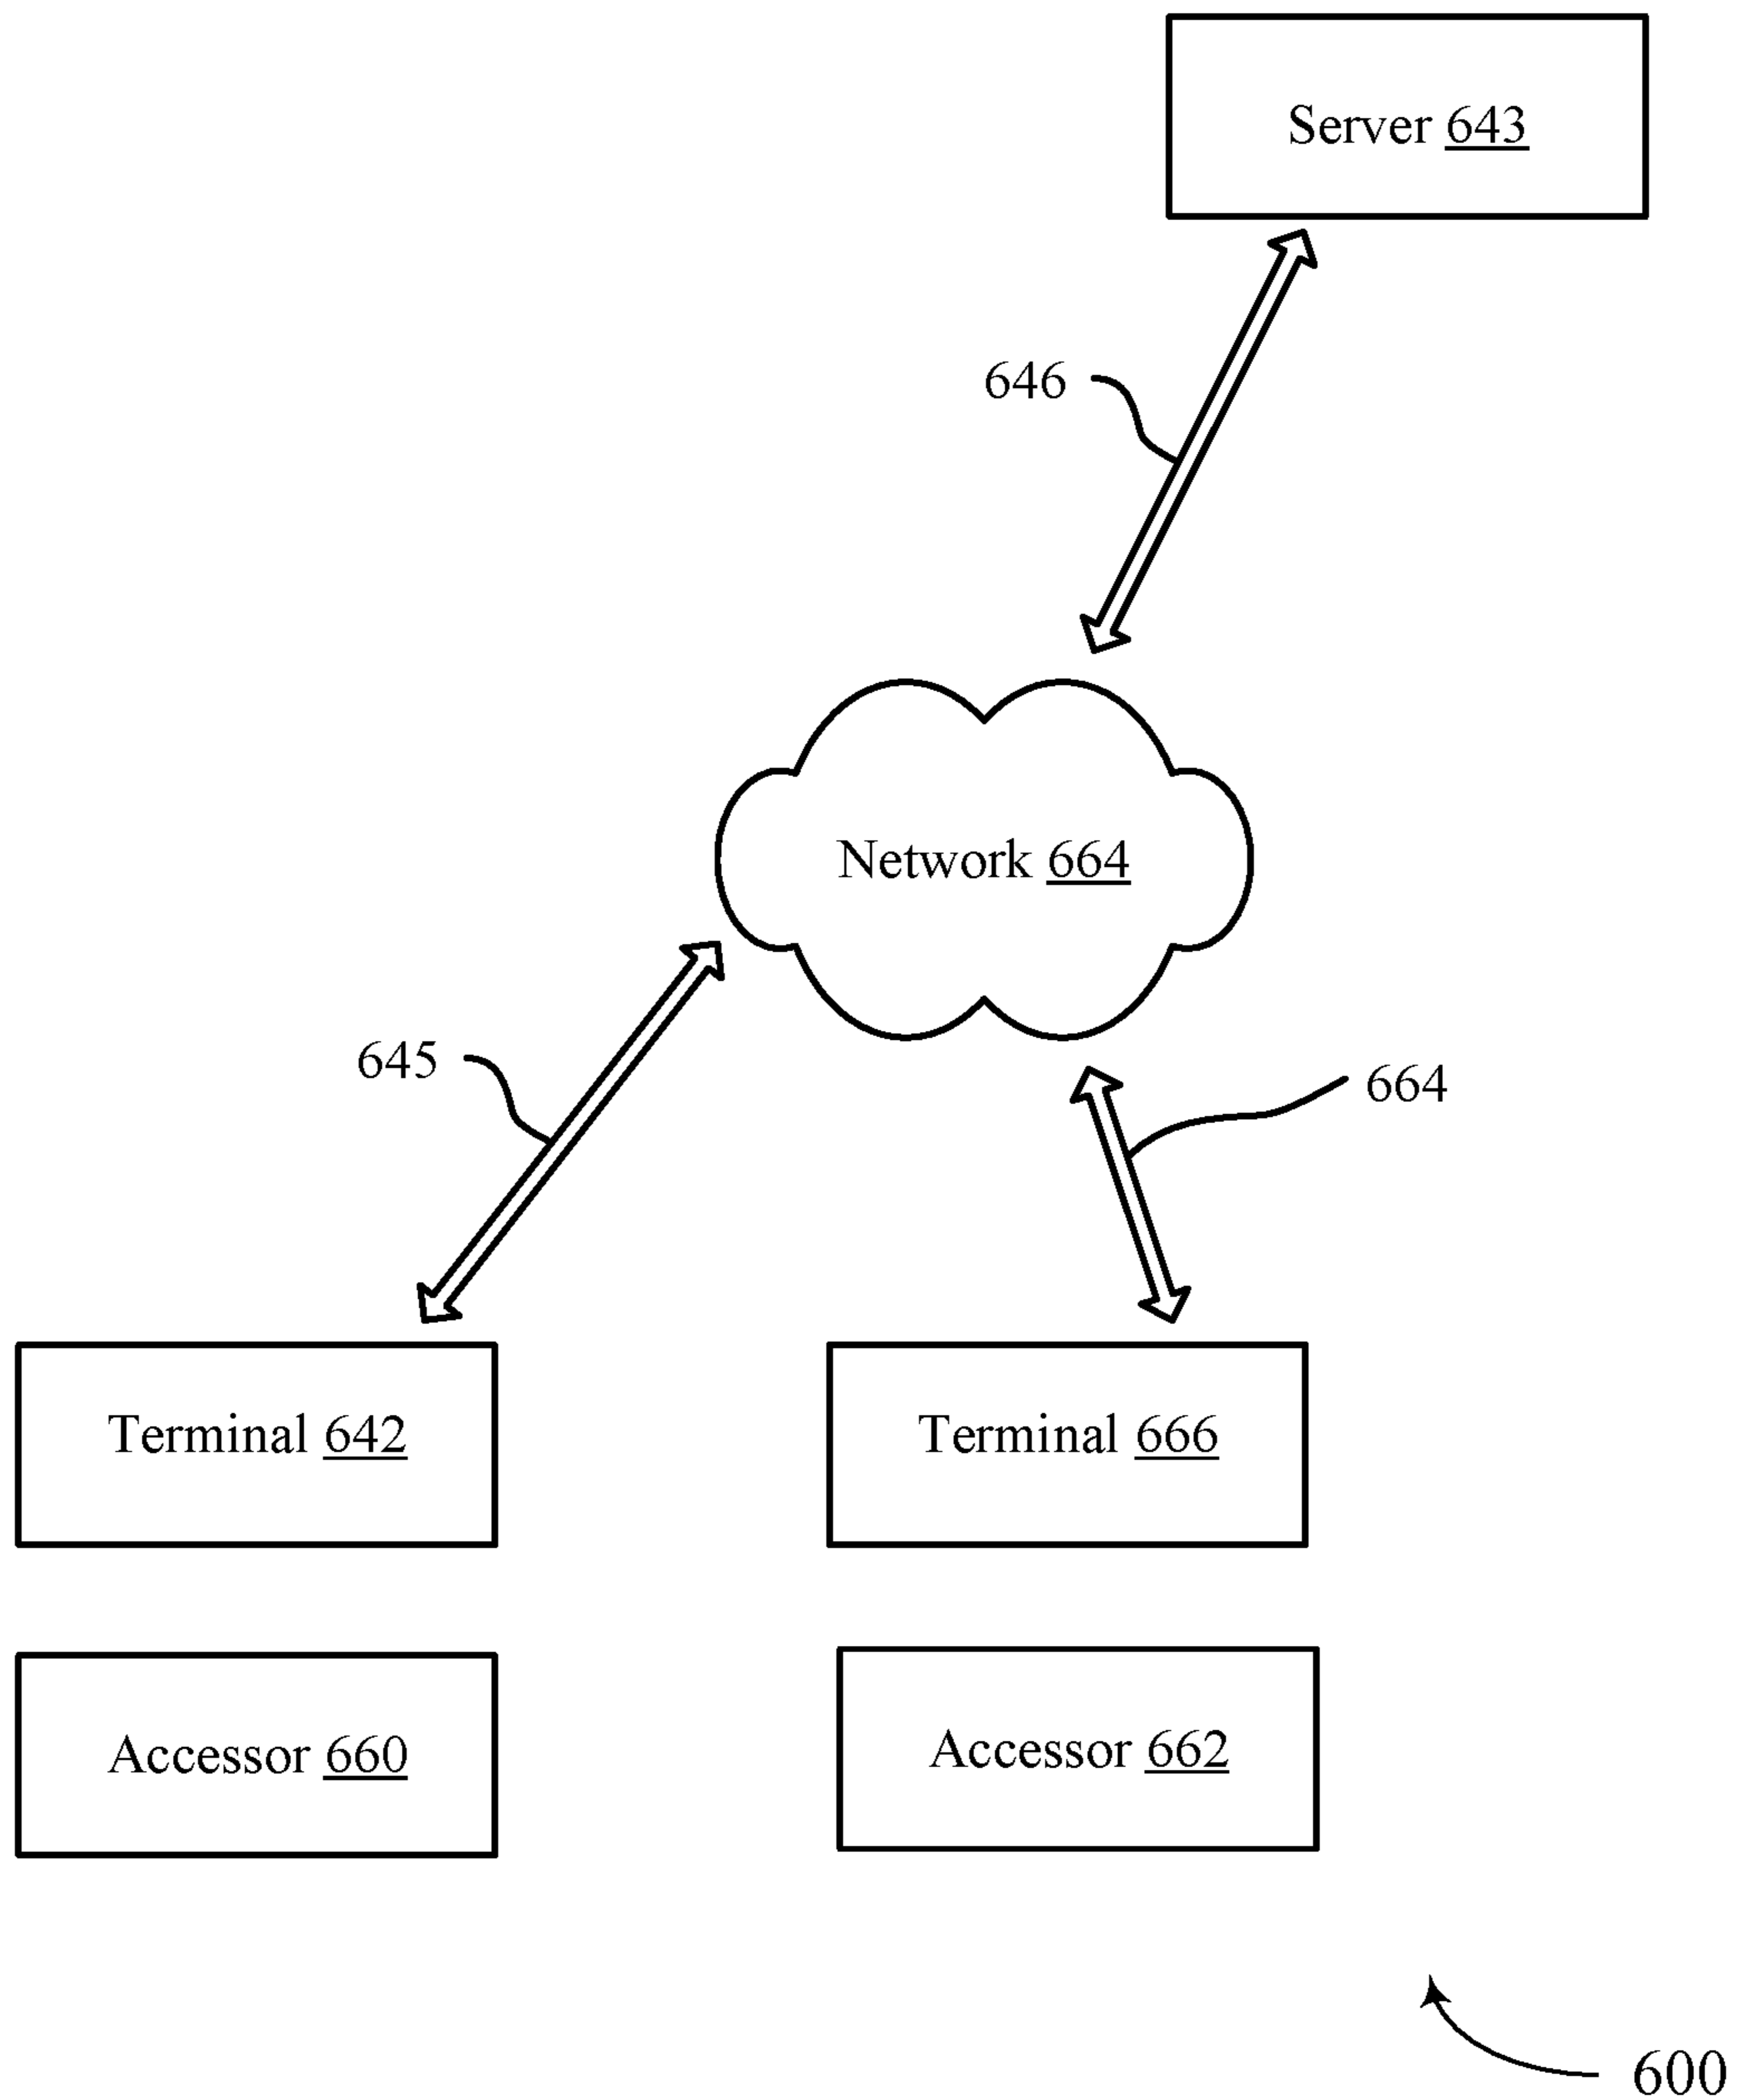 Server 643
646
Network 664
645
664
Terminal 642
Terminal 666
Accessor 660
Accessor 662
600